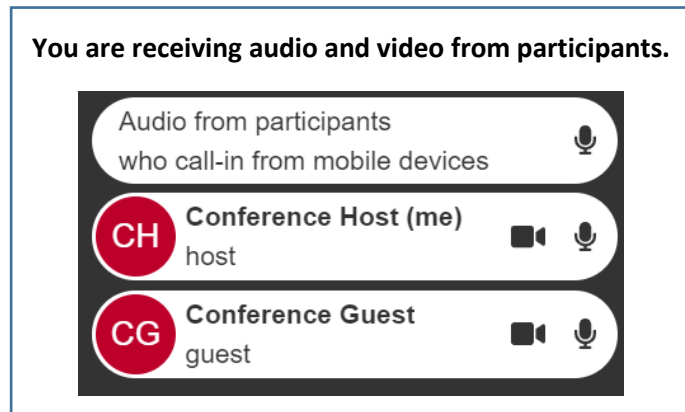 You are receiving audio and video from participants.
Audio from participants
who call-in from mobile devices
CH
Conference Host (me)
host
CG
Conference Guest
guest